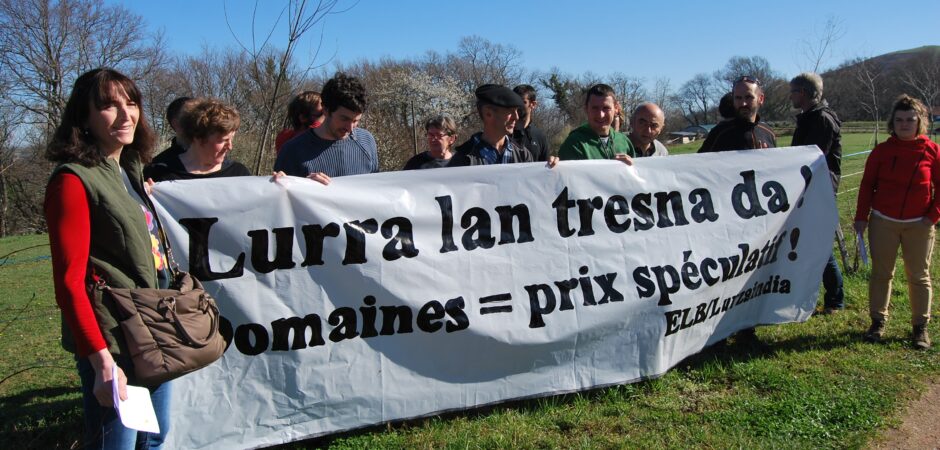 Lurra lan tresna da !
Domaines = prix spéculatif !
ELB/Lurzaindia